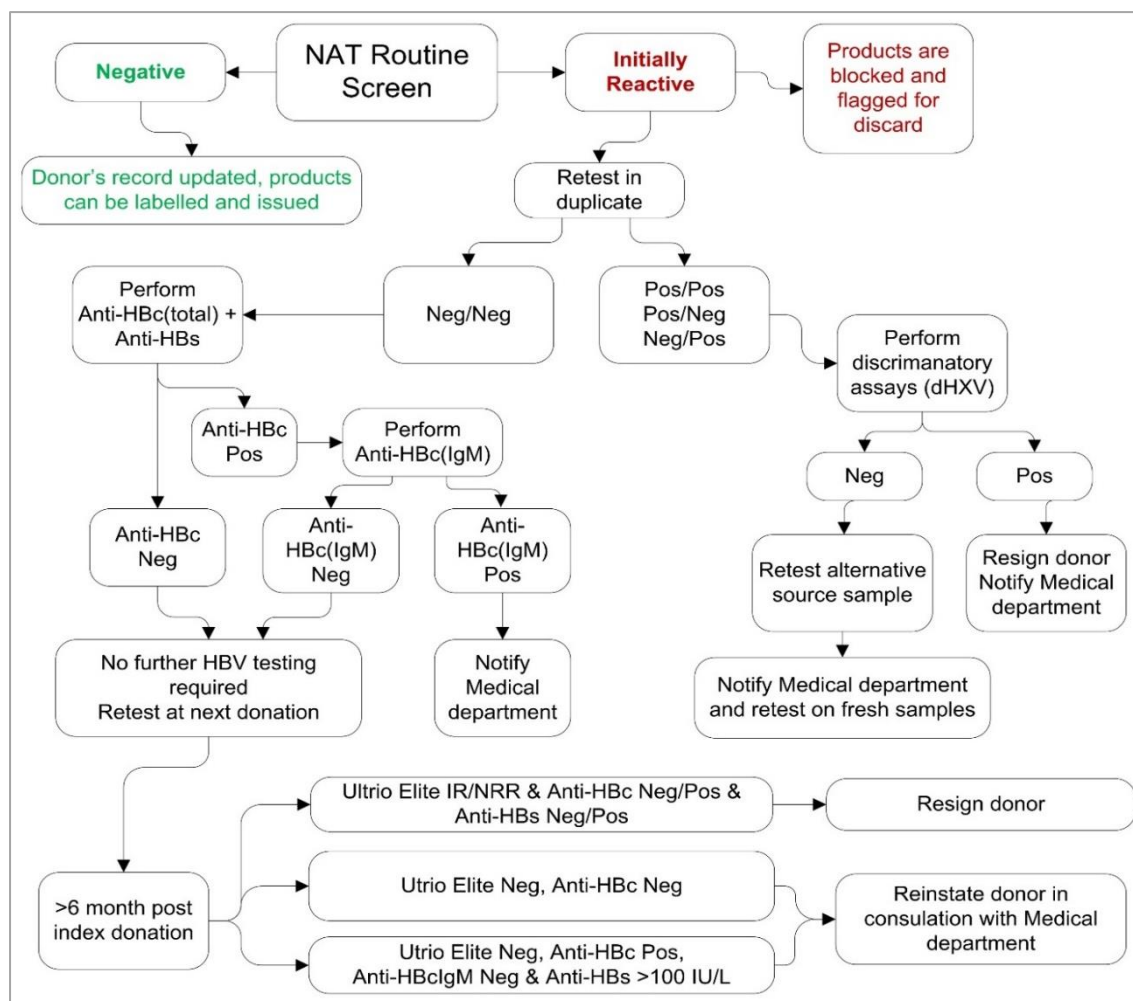 NAT Routine
Screen
Negative
Initially
Reactive
Products are
blocked and
flagged for
discard
Donor's record updated, products
can be labelled and issued
Retest in
duplicate
Perform
Anti-HBc(total) +
Anti-HBs
Neg/Neg
Pos/Pos
Pos/Neg
Neg/Pos
Perform
discrimanatory
assays (dHXV)
Anti-HBc
Pos
Perform
Anti-HBc(IgM)
Neg
Pos
Anti-HBc
Neg
Anti-
HBc(IgM)
Neg
Anti-
HBc(IgM)
Pos
Retest alternative
source sample
Resign donor
Notify Medical
department
No further HBV testing
required
Retest at next donation
Notify
Medical
department
Notify Medical department
and retest on fresh samples
Ultrio Elite IR/NRR & Anti-HBc Neg/Pos &
Anti-HBs Neg/Pos
Resign donor
>6 month post
index donation
Utrio Elite Neg, Anti-HBc Neg
Reinstate donor in
consulation with Medical
department
Utrio Elite Neg, Anti-HBc Pos,
Anti-HBcIgM Neg & Anti-HBs >100 IU/L